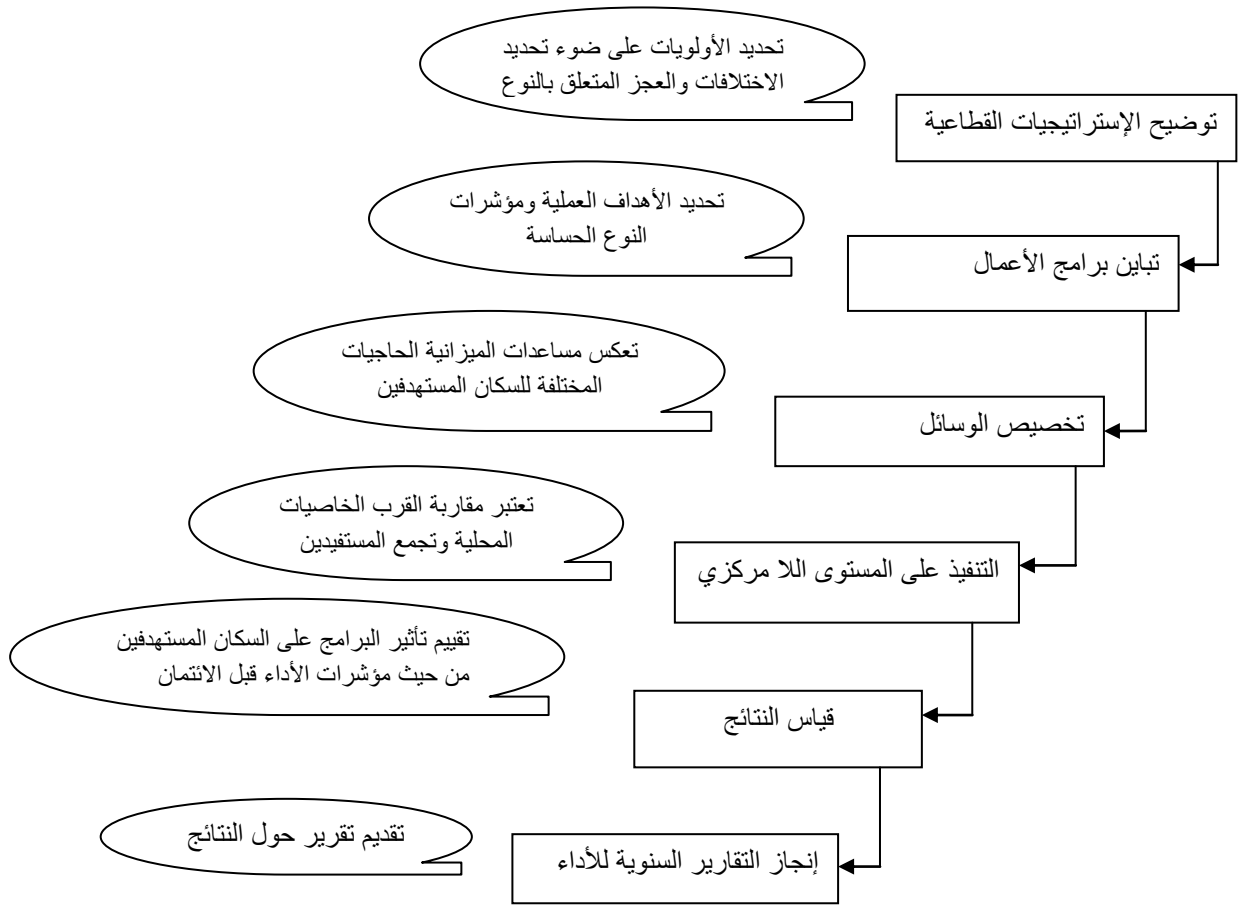 تحديد الأولويات على ضوء تحديد
الاختلافات والعجز المتعلق بالنوع
توضيح الإستراتيجيات القطاعية
تحديد الأهداف العملية ومؤشرات
النوع الحساسة
تباين برامج الأعمال
تعكس مساعدات الميزانية الحاجيات
المختلفة للسكان المستهدفين
تخصيص الوسائل
تعتبر مقاربة القرب الخاصيات
المحلية وتجمع المستفيدين
التنفيذ على المستوى اللا مركزي
تقييم تأثير البرامج على السكان المستهدفين
من حيث مؤشرات الأداء قبل الائتمان
قياس النتائج
تقديم تقرير حول النتائج
إنجاز التقارير السنوية للأداء